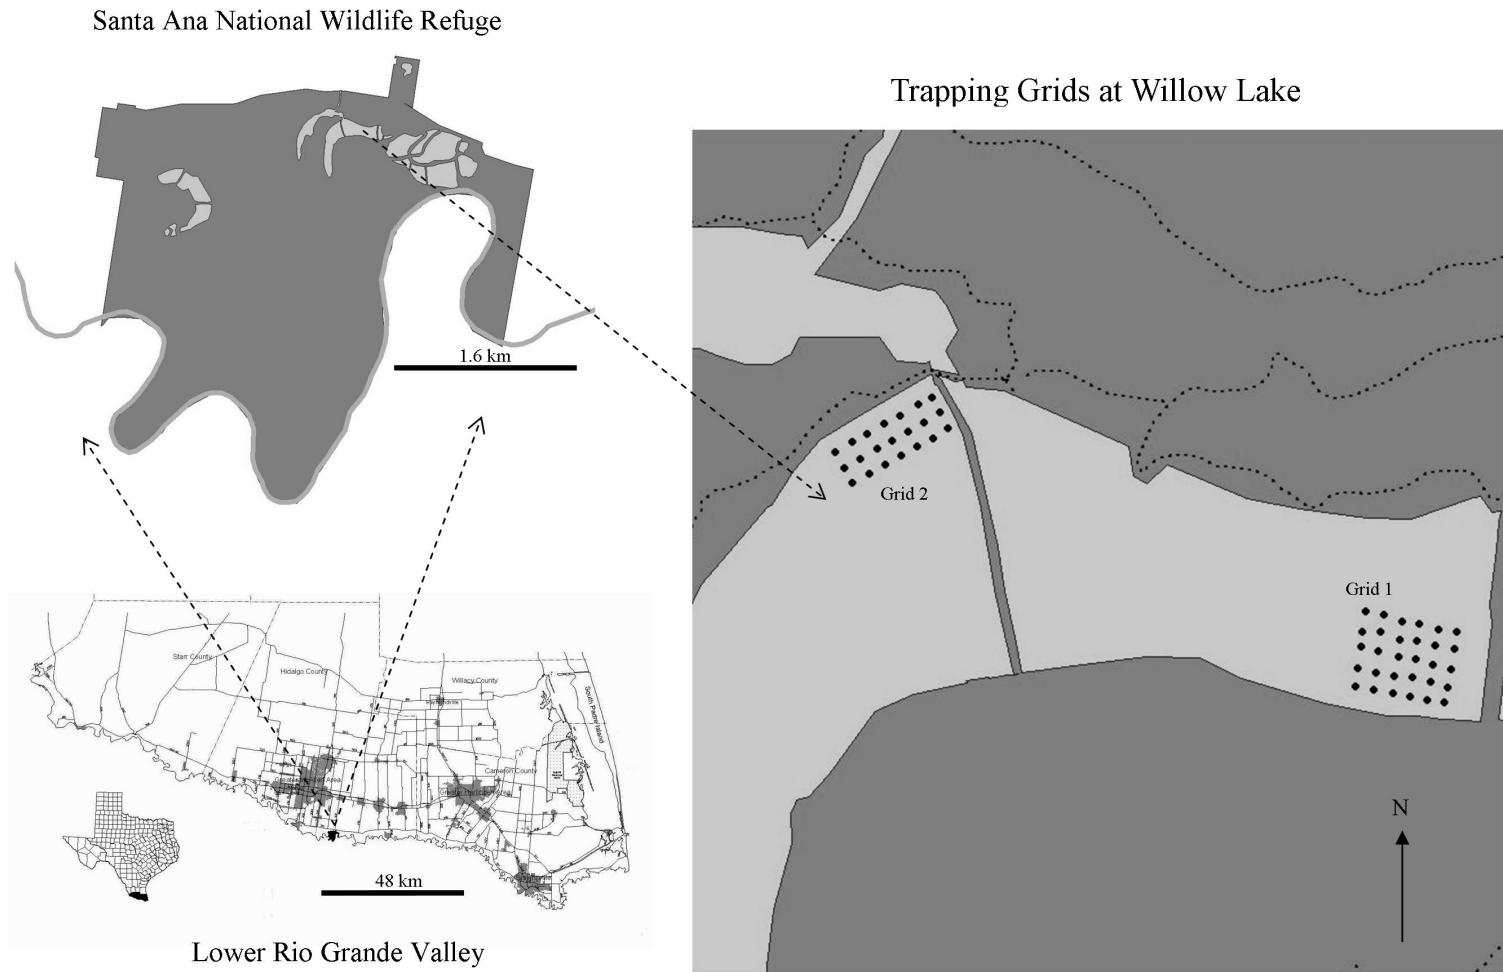 Santa Ana National Wildlife Refuge
1.6 km
Trapping Grids at Willow Lake
Grid 2
Grid 1
N
Starr County
Hidalgo County
Willacy County
South Padre Island
Cameron County
48 km
Lower Rio Grande Valley